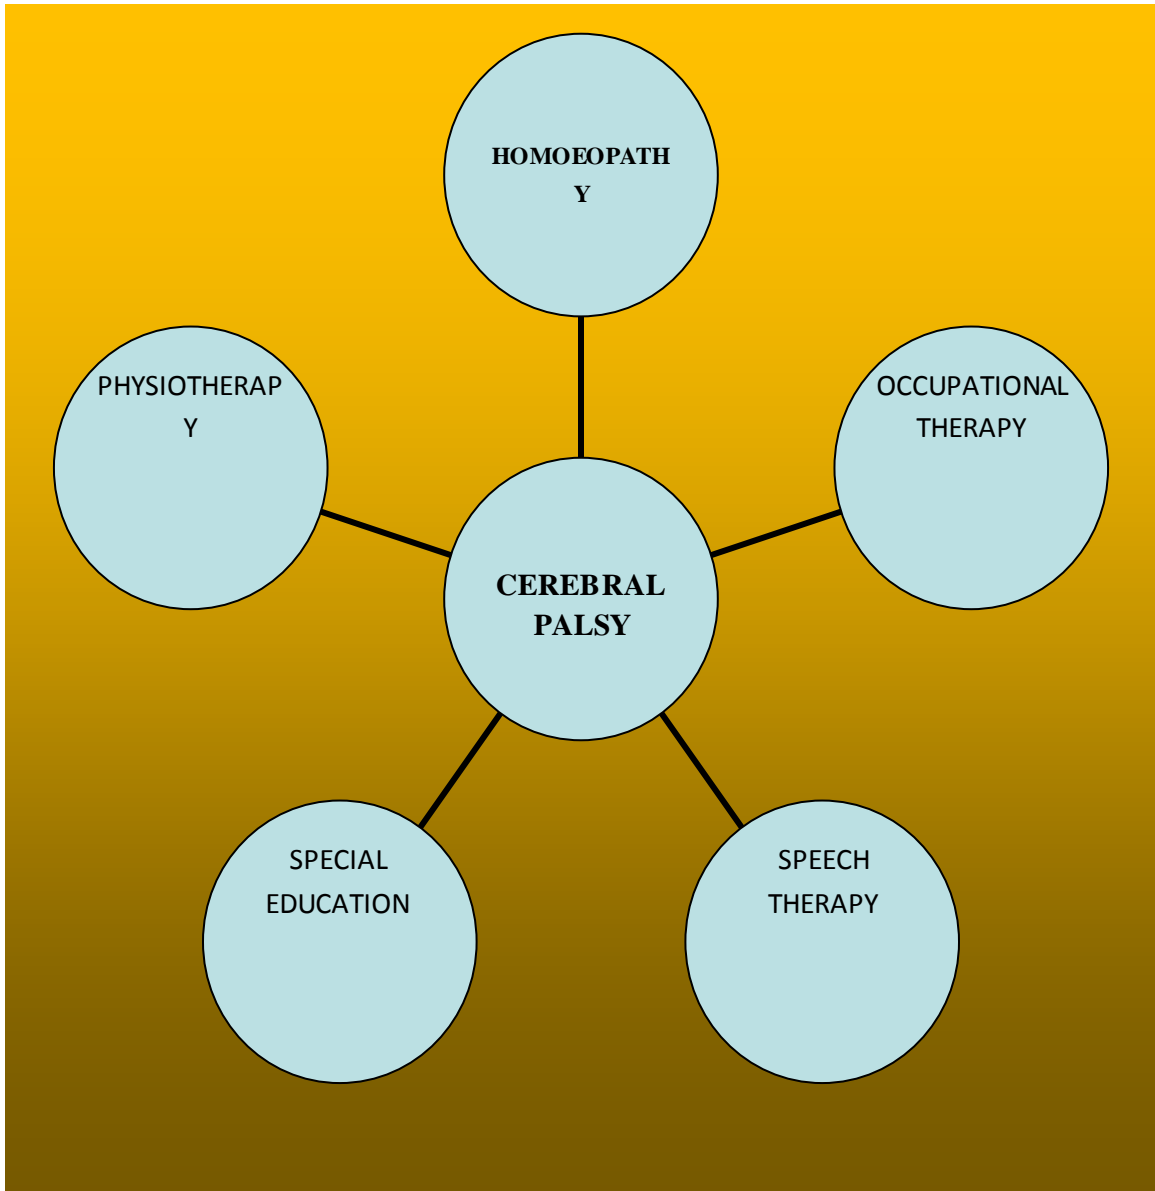 HOMOEOPATH
Y
PHYSIOTHERAP
Y
OCCUPATIONAL
THERAPY
CEREBRAL
PALSY
SPECIAL
EDUCATION
SPEECH
THERAPY